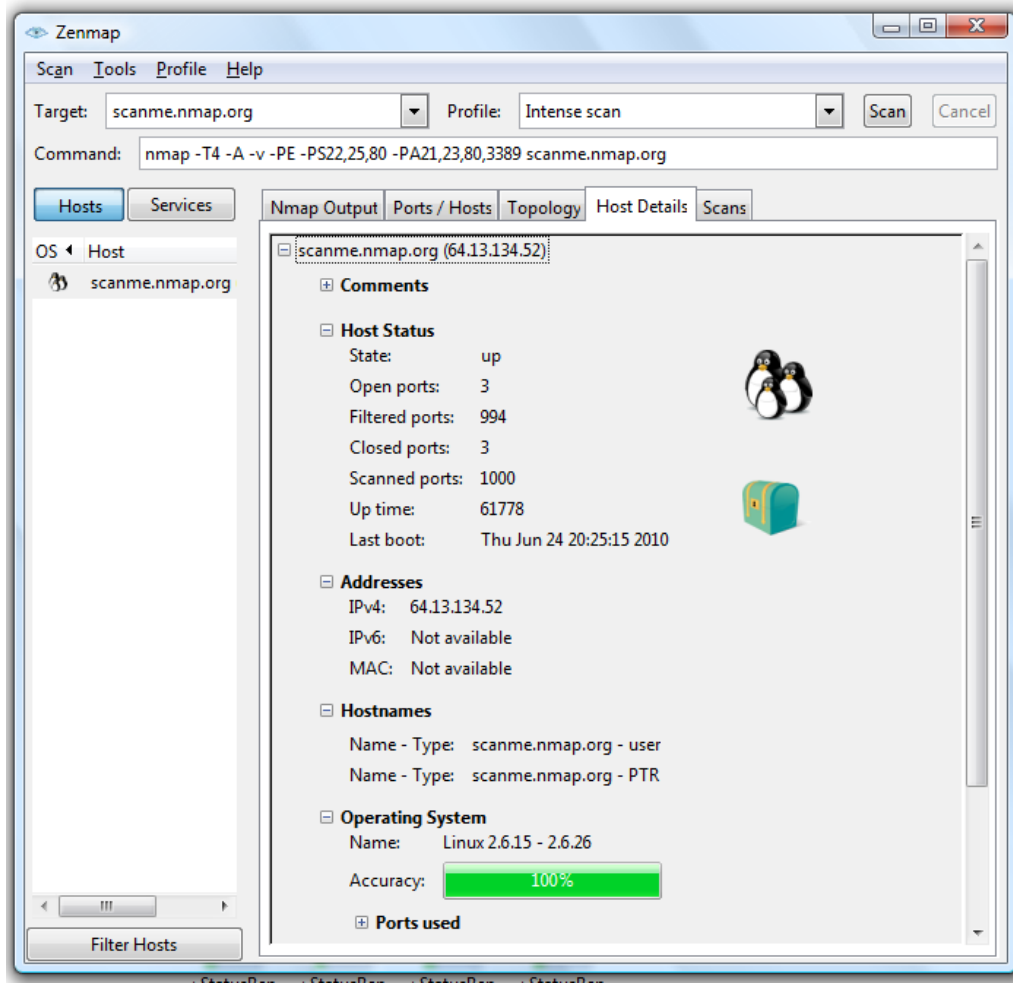 Zenmap
Scan Tools Profile Help
Target: scanme.nmap.org Profile: Intense scan Scan Cancel
Command: nmap -T4 -A -v -PE -PS22,25,80 -PA21,23,80,3389 scanme.nmap.org
Hosts Services Nmap Output Ports / Hosts Topology Host Details Scans
OS Host
scanme.nmap.org
scanme.nmap.org (64.13.134.52)
Comments
Host Status
State: up
Open ports: 3
Filtered ports: 994
Closed ports: 3
Scanned ports: 1000
Up time: 61778
Last boot: Thu Jun 24 20:25:15 2010
Addresses
IPv4: 64.13.134.52
IPv6: Not available
MAC: Not available
Hostnames
Name - Type: scanme.nmap.org - user
Name - Type: scanme.nmap.org - PTR
Operating System
Name: Linux 2.6.15 - 2.6.26
Accuracy: 100%
Ports used
Filter Hosts